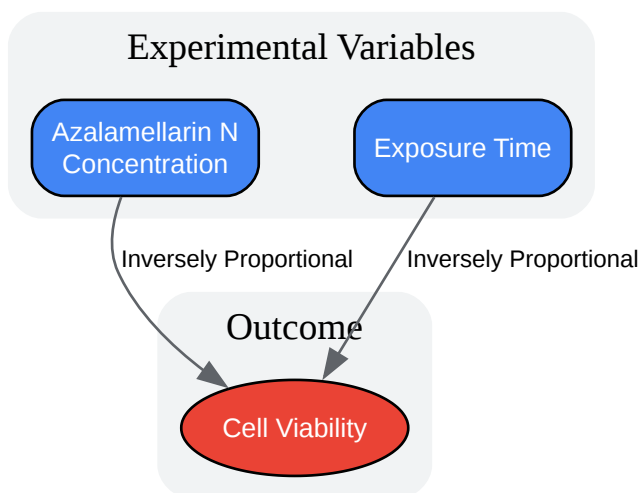 Experimental Variables
Azalamellarin N
Concentration
Exposure Time
Inversely Proportional
Inversely Proportional
Outcome
Cell Viability